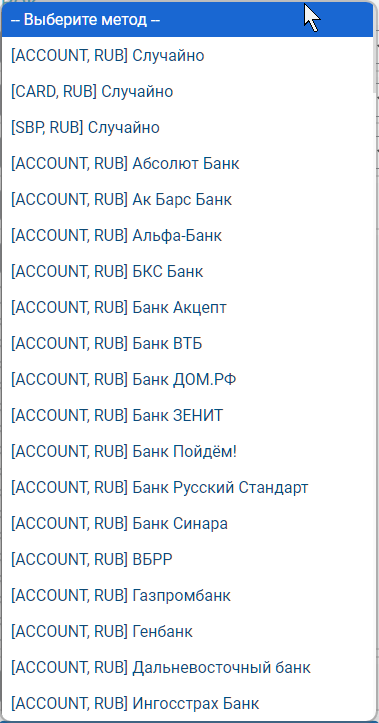 -- Выберите метод --
[ACCOUNT, RUB] Случайно
[CARD, RUB] Случайно
[SBP, RUB] Случайно
[ACCOUNT, RUB] Абсолют Банк
[ACCOUNT, RUB] Ак Барс Банк
[ACCOUNT, RUB] Альфа-Банк
[ACCOUNT, RUB] БКС Банк
[ACCOUNT, RUB] Банк Акцепт
[ACCOUNT, RUB] Банк ВТБ
[ACCOUNT, RUB] Банк ДОМ.РФ
[ACCOUNT, RUB] Банк ЗЕНИТ
[ACCOUNT, RUB] Банк Пойдём!
[ACCOUNT, RUB] Банк Русский Стандарт
[ACCOUNT, RUB] Банк Синара
[ACCOUNT, RUB] ВБРР
[ACCOUNT, RUB] Газпромбанк
[ACCOUNT, RUB] Генбанк
[ACCOUNT, RUB] Дальневосточный банк
[ACCOUNT, RUB] Ингосстрах Банк